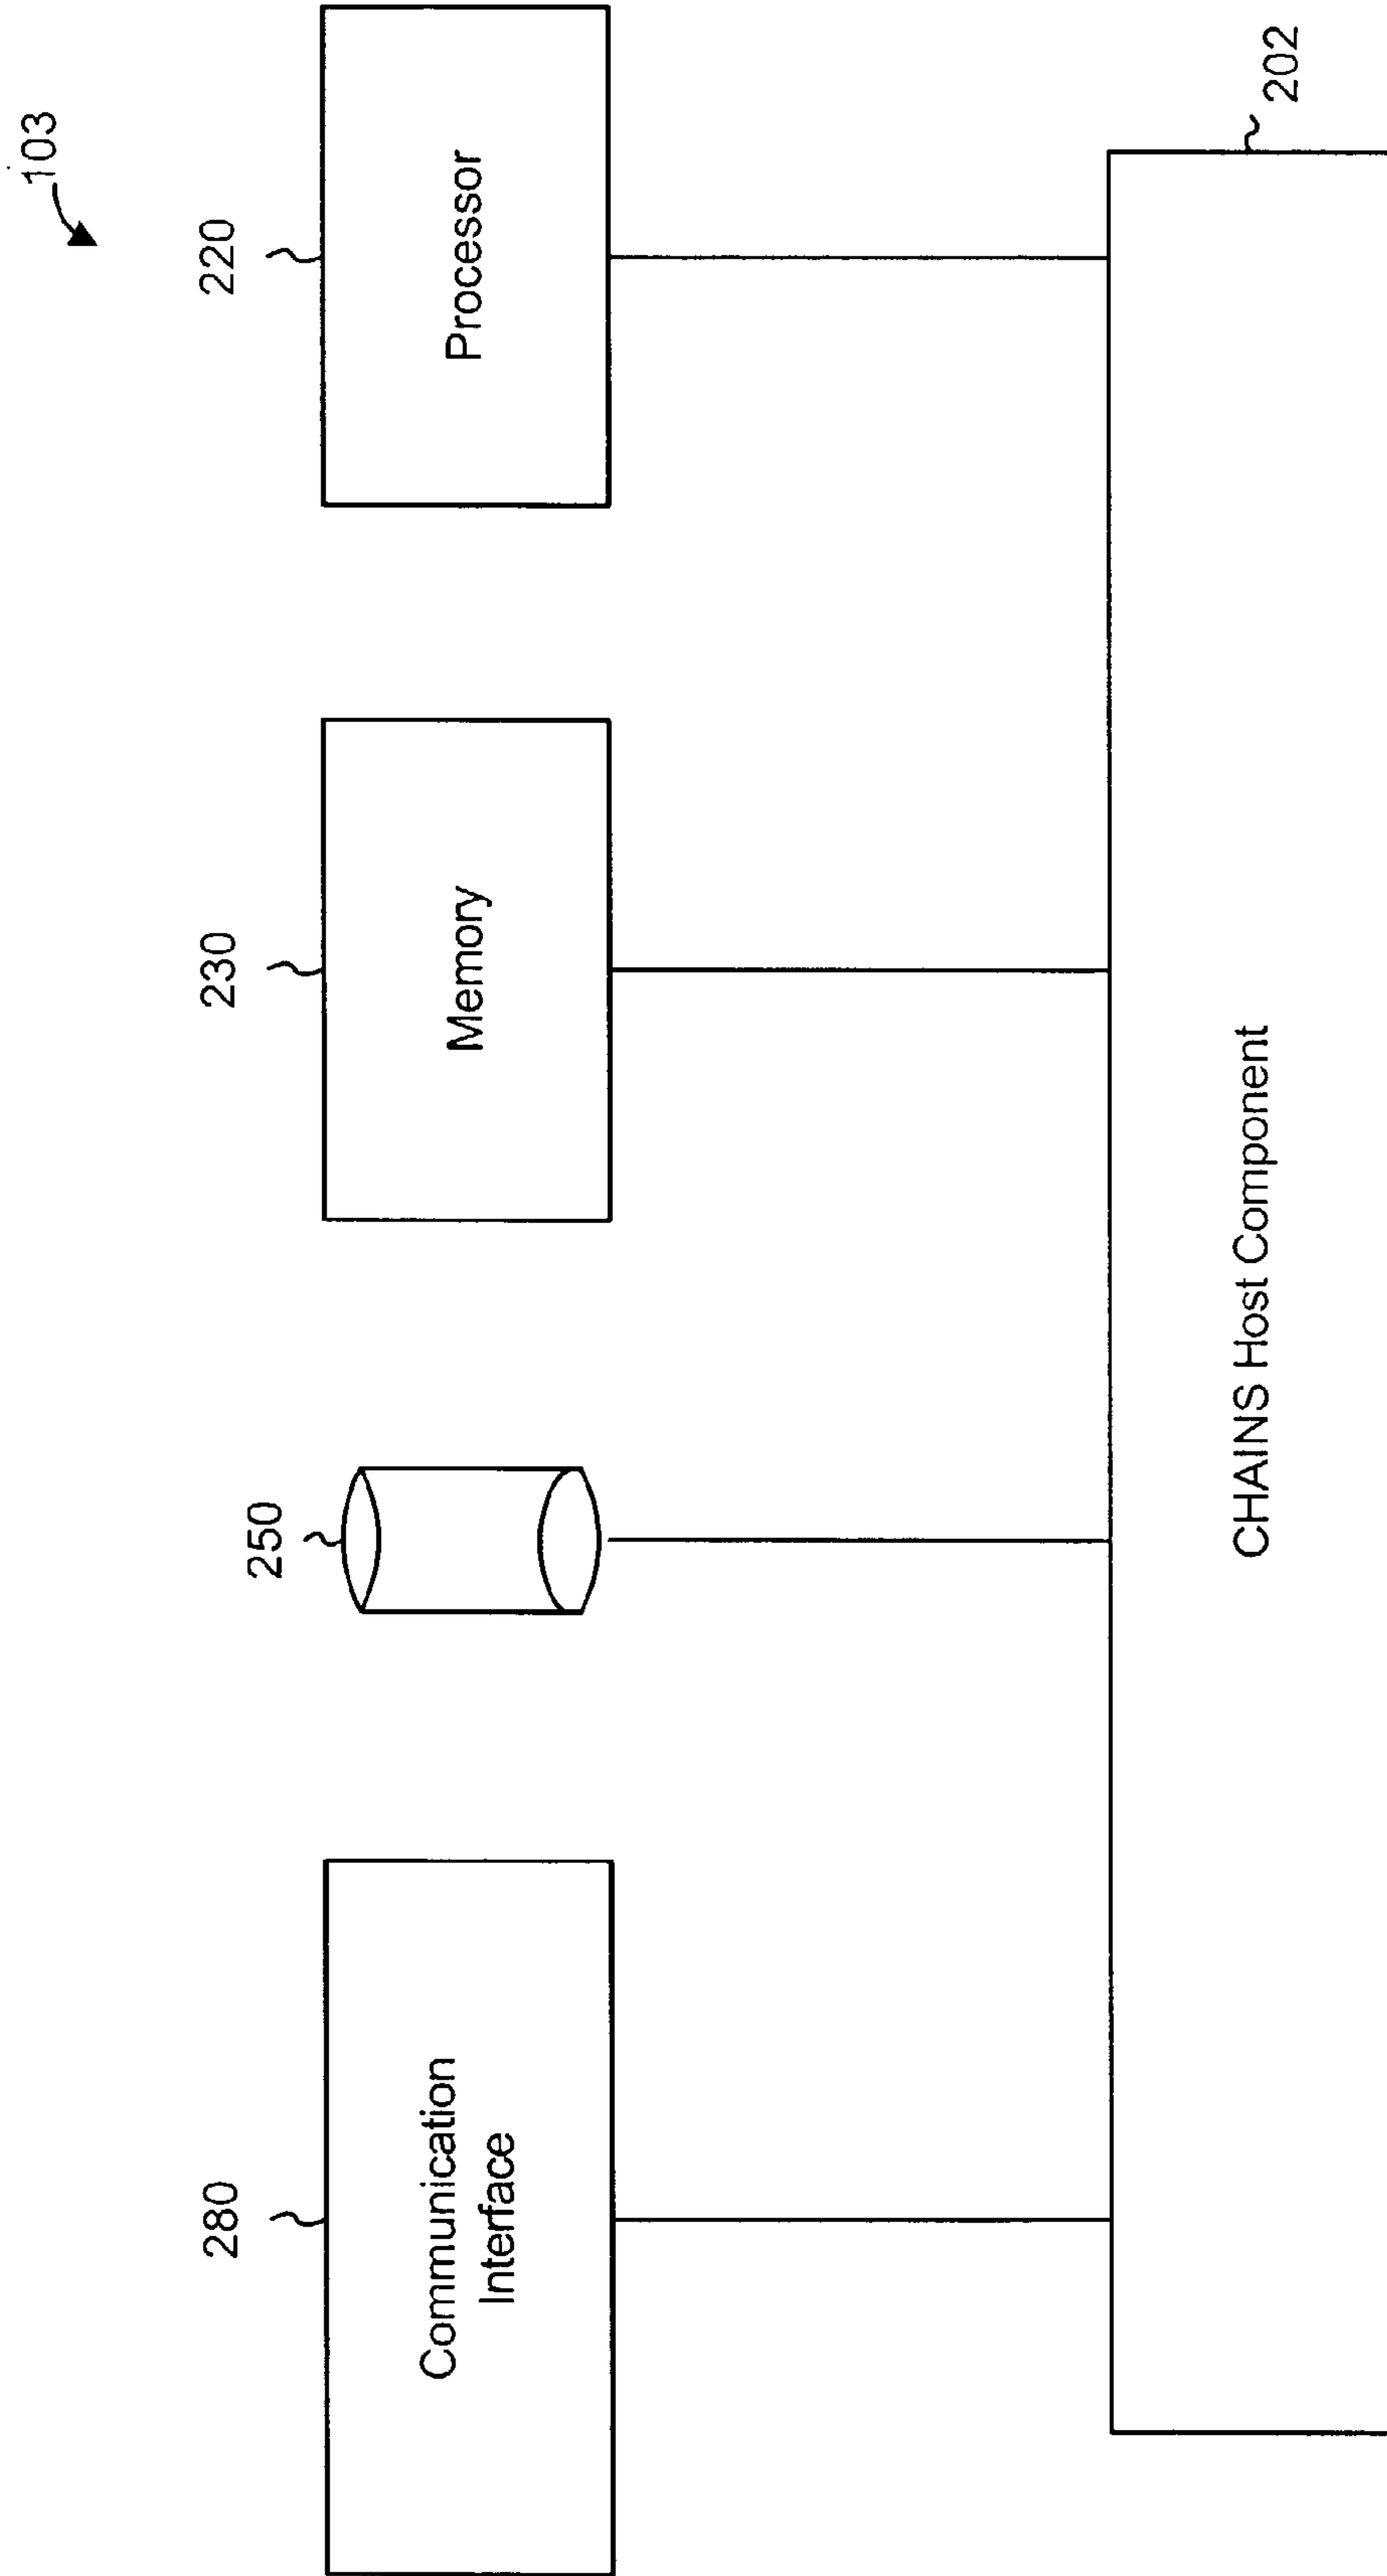 103
280
250
230
220
Communication
Interface
Memory
Processor
CHAINS Host Component
202